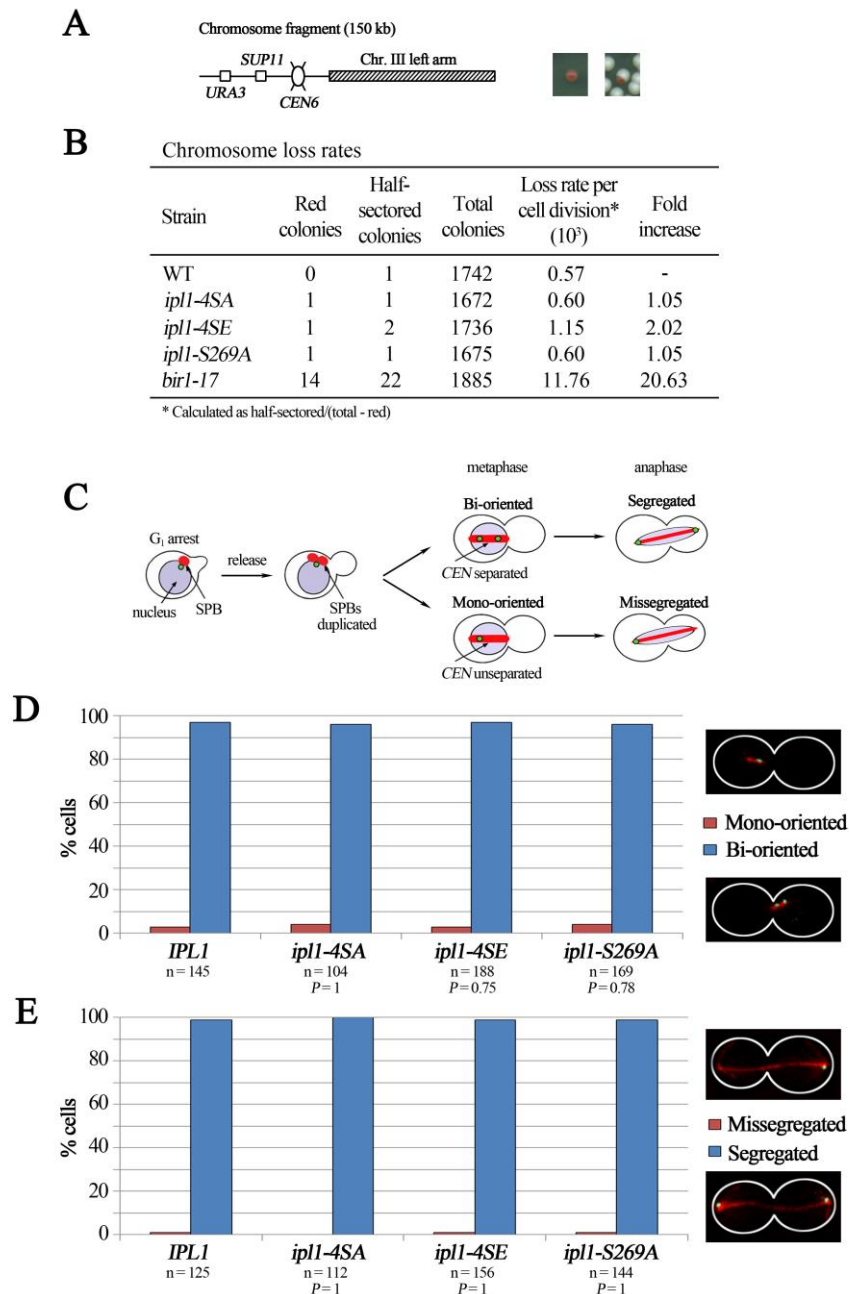 A
Chromosome fragment (150 kb)
SUP11
Chr. III left arm
URA3
CEN6
B
Chromosome loss rates
Strain Red colonies Half-sectored colonies Total colonies Loss rate per cell division* (10³) Fold increase
WT 0 1 1742 0.57 -
ipl1-4SA 1 1 1672 0.60 1.05
ipl1-4SE 1 2 1736 1.15 2.02
ipl1-S269A 1 1 1675 0.60 1.05
bir1-17 14 22 1885 11.76 20.63
* Calculated as half-sectored/(total - red)
C
metaphase anaphase
Bi-oriented Segregated
G₁ arrest
release
nucleus
SPB
SPBs duplicated
CEN separated
Mono-oriented Missegregated
CEN unseparated
D
% cells
100
80
60
40
20
0
IPL1 ipl1-4SA ipl1-4SE ipl1-S269A
n = 145 n = 104 n = 188 n = 169
P = 1 P = 0.75 P = 0.78
Mono-oriented
Bi-oriented
E
% cells
100
80
60
40
20
0
IPL1 ipl1-4SA ipl1-4SE ipl1-S269A
n = 125 n = 112 n = 156 n = 144
P = 1 P = 1 P = 1
Missegregated
Segregated